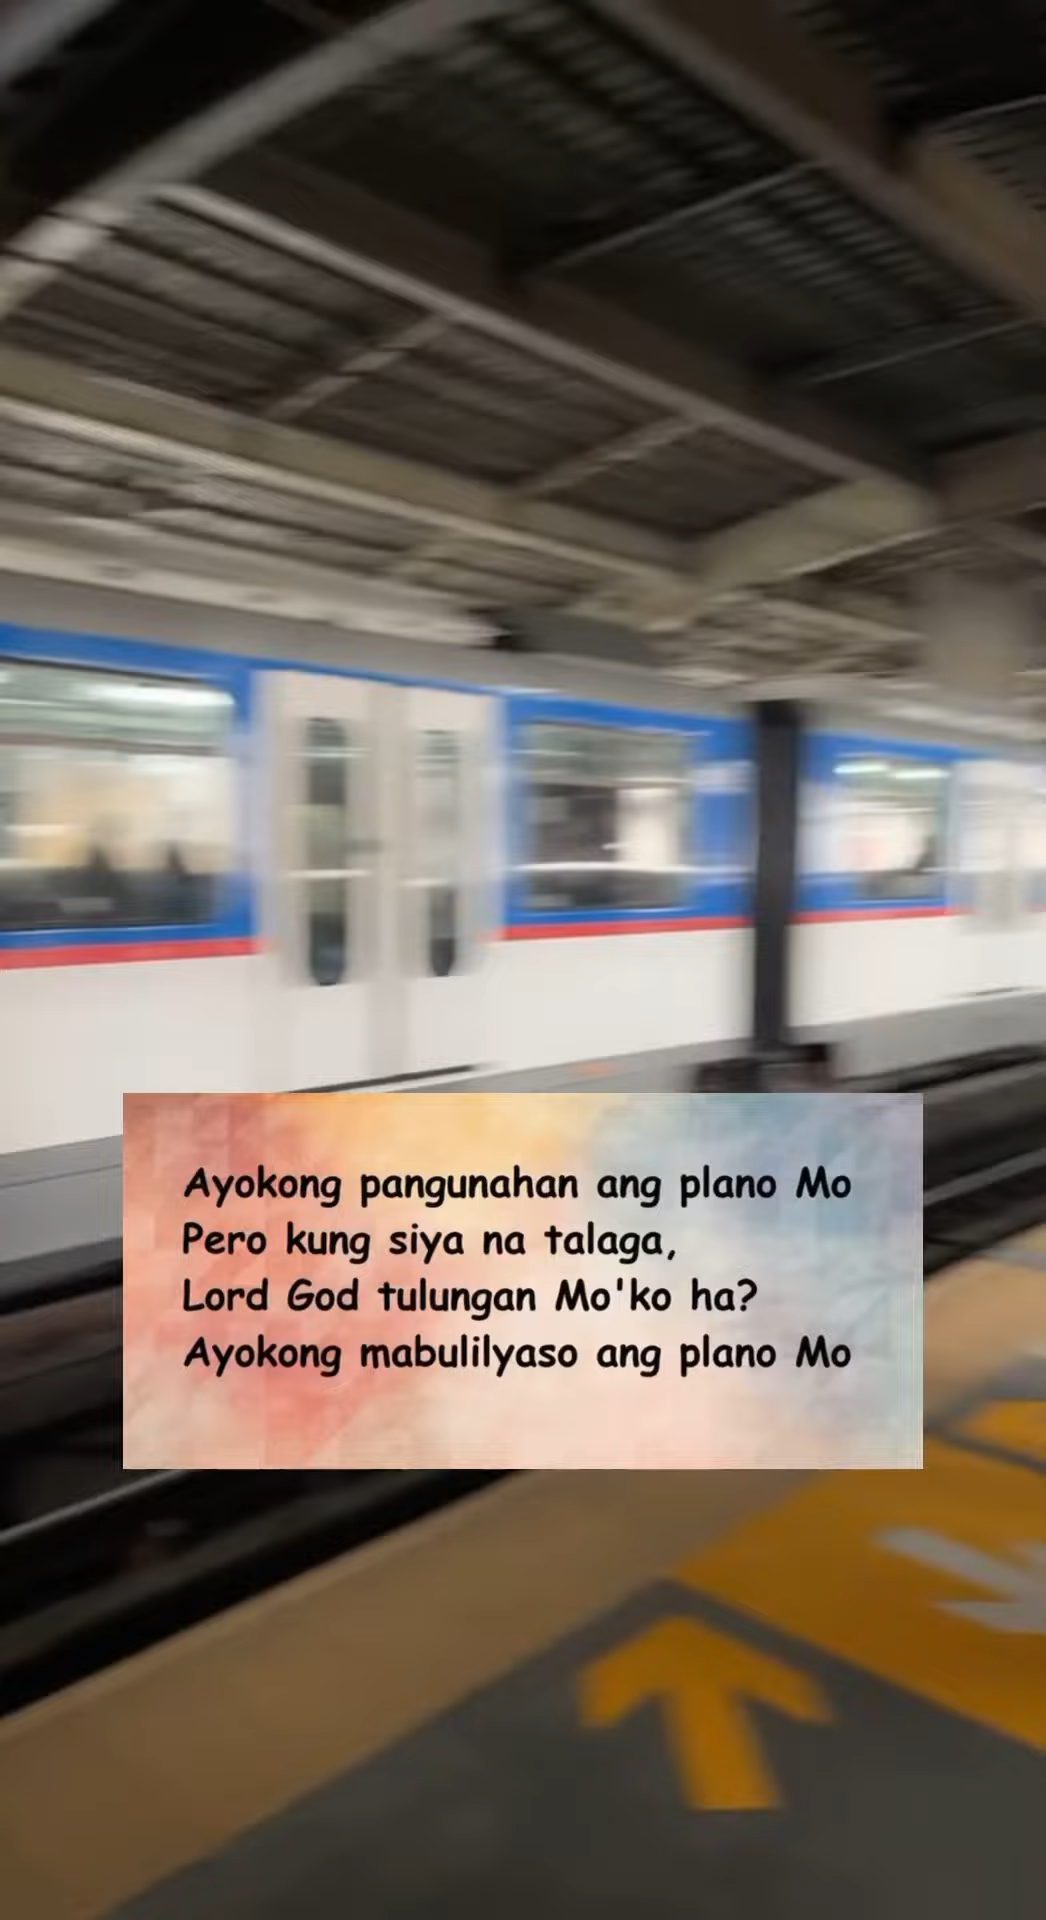 Ayokong pangunahan ang plano Mo
Pero kung siya na talaga,
Lord God tulungan Mo'ko ha?
Ayokong mabulilyaso ang plano Mo